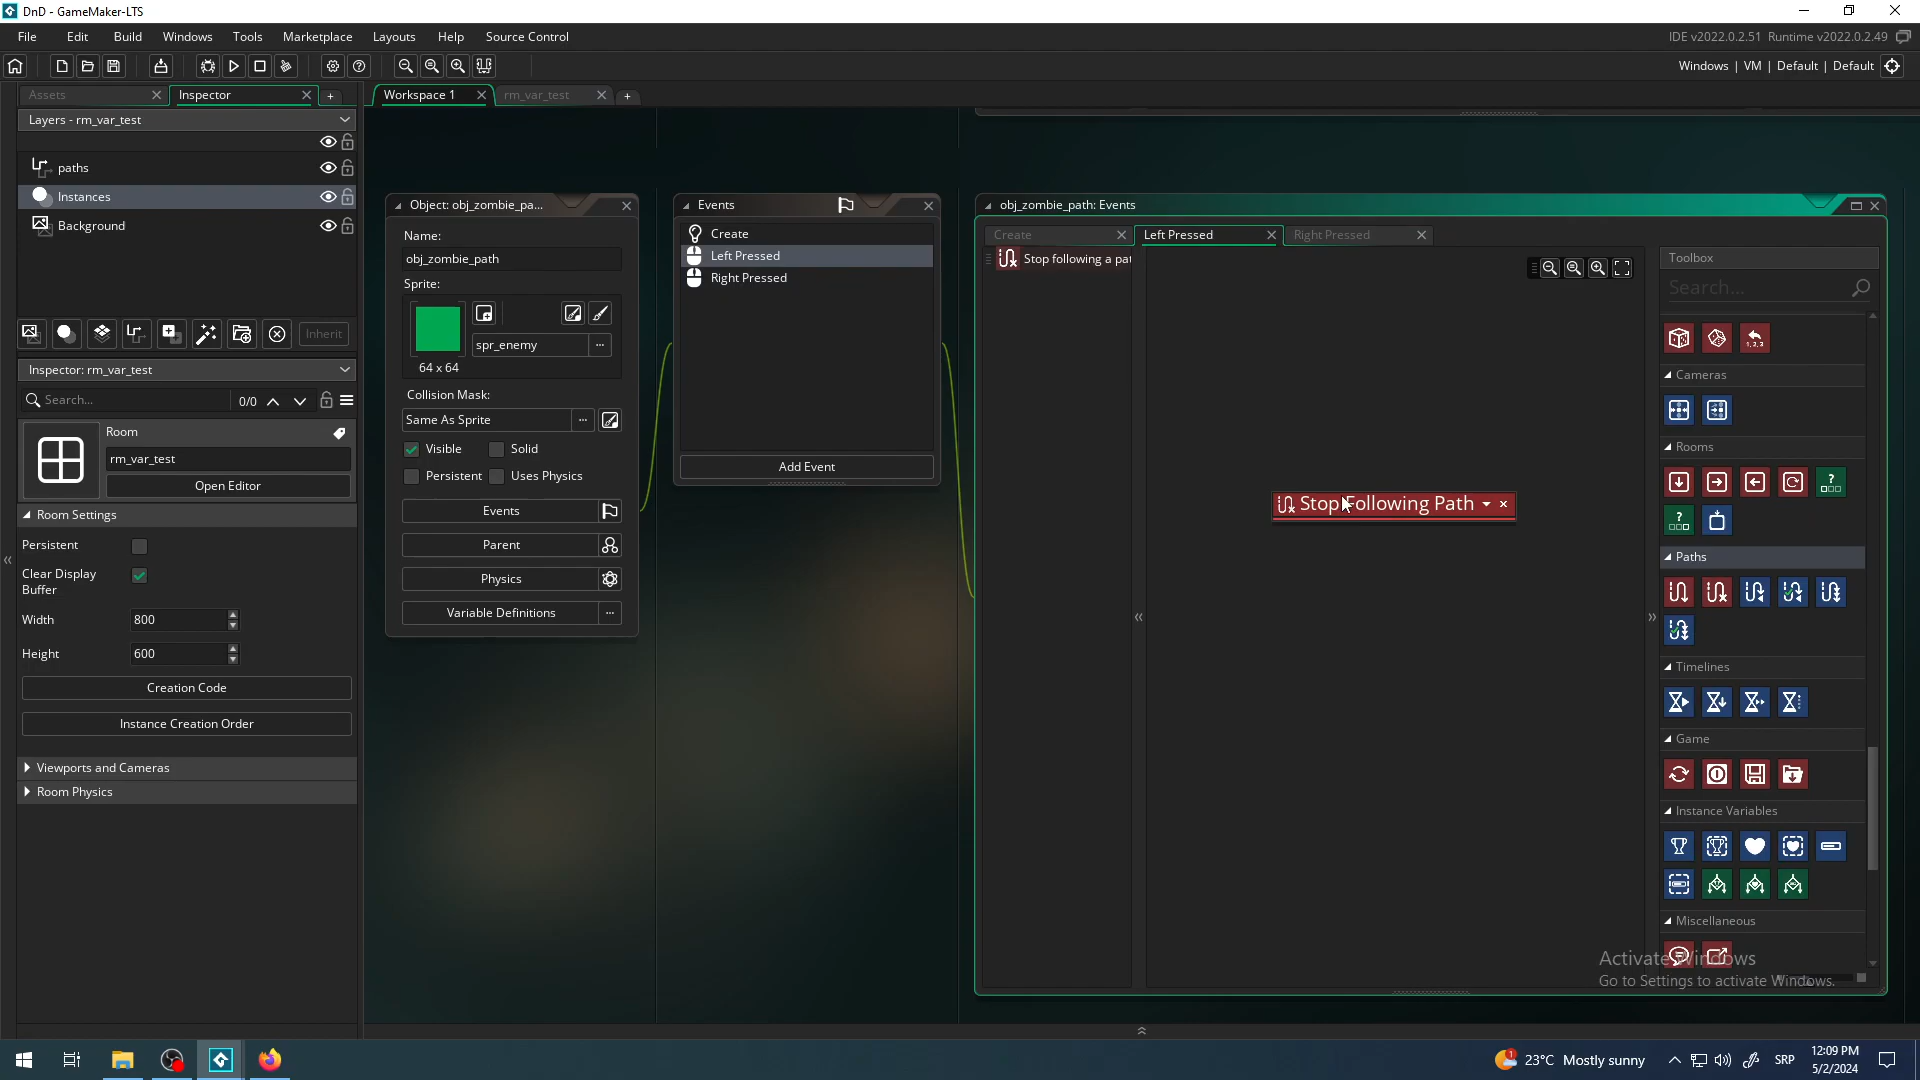 DnD - GameMaker-LTS
File Edit Build Windows Tools Marketplace Layouts Help Source Control
IDE v2022.0.2.51 Runtime v2022.0.2.49
Windows | VM | Default | Default
Assets
Inspector
Workspace 1
rm_var_test
Layers - rm_var_test
paths
Instances
Background
Inherit
Inspector: rm_var_test
Search...
0/0
Room
rm_var_test
Open Editor
Room Settings
Persistent
Clear Display
Buffer
Width 800
Height 600
Creation Code
Instance Creation Order
Viewports and Cameras
Room Physics
Object: obj_zombie_pa...
Name:
obj_zombie_path
Sprite:
spr_enemy
64 x 64
Collision Mask:
Same As Sprite
Visible
Solid
Persistent
Uses Physics
Events
Parent
Physics
Variable Definitions
Events
Create
Left Pressed
Right Pressed
Add Event
obj_zombie_path: Events
Create
Left Pressed
Right Pressed
Stop following a pat
Stop Following Path
Toolbox
Search...
Cameras
Rooms
Paths
Timelines
Game
Instance Variables
Miscellaneous
Activate Windows
Go to Settings to activate Windows.
23°C Mostly sunny
SRP
12:09 PM
5/2/2024